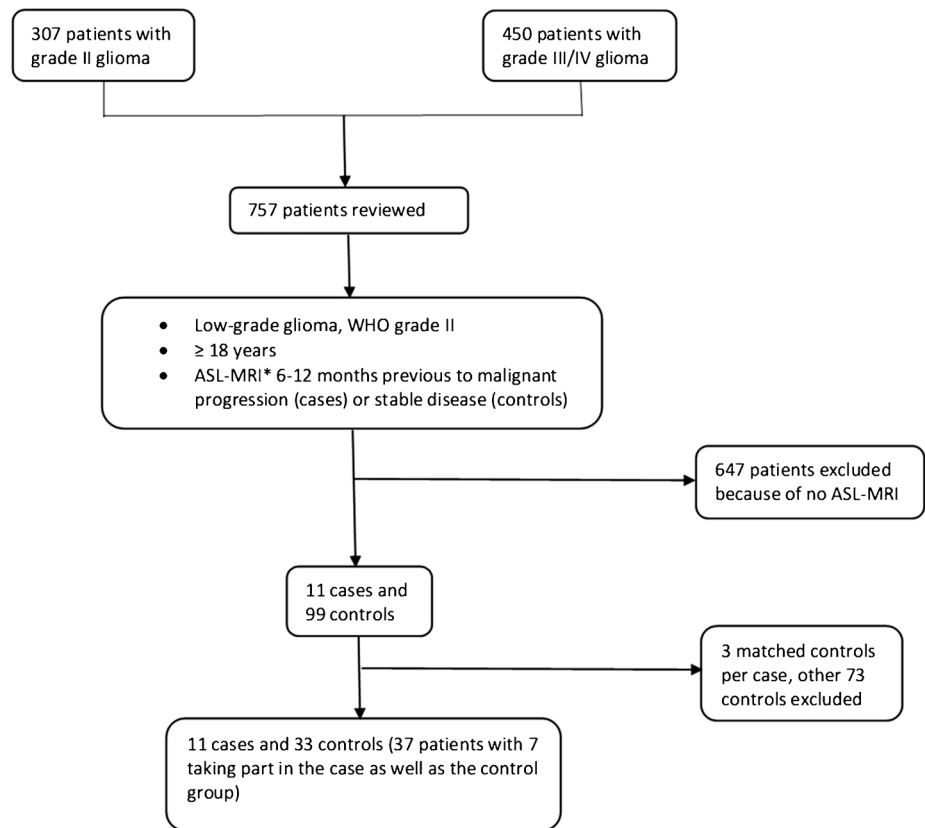 307 patients with
grade II glioma
450 patients with
grade III/IV glioma
757 patients reviewed
• Low-grade glioma, WHO grade II
• ≥ 18 years
• ASL-MRI* 6-12 months previous to malignant
progression (cases) or stable disease (controls)
647 patients excluded
because of no ASL-MRI
11 cases and
99 controls
3 matched controls
per case, other 73
controls excluded
11 cases and 33 controls (37 patients with 7
taking part in the case as well as the control
group)